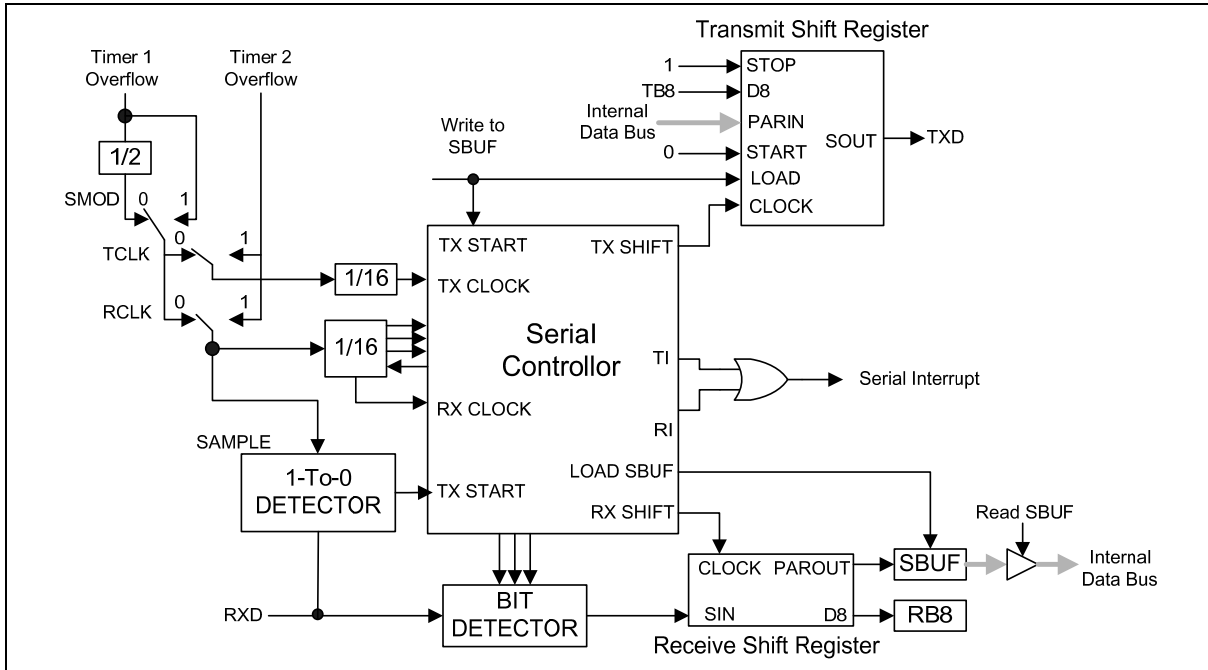 Transmit Shift Register
Timer 1
Overflow
Timer 2
Overflow
1
STOP
TB8
D8
Internal
Data Bus
PARIN
SOUT
TXD
0
START
LOAD
CLOCK
Write to
SBUF
1/2
SMOD
0
1
TCLK
0
1
RCLK
0
1
1/16
1/16
TX START
TX SHIFT
TX CLOCK
Serial
Controllor
TI
RI
Serial Interrupt
RX CLOCK
SAMPLE
1-To-0
DETECTOR
TX START
LOAD SBUF
RX SHIFT
Read SBUF
CLOCK
PAROUT
SBUF
Internal
Data Bus
RXD
BIT
DETECTOR
SIN
D8
RB8
Receive Shift Register